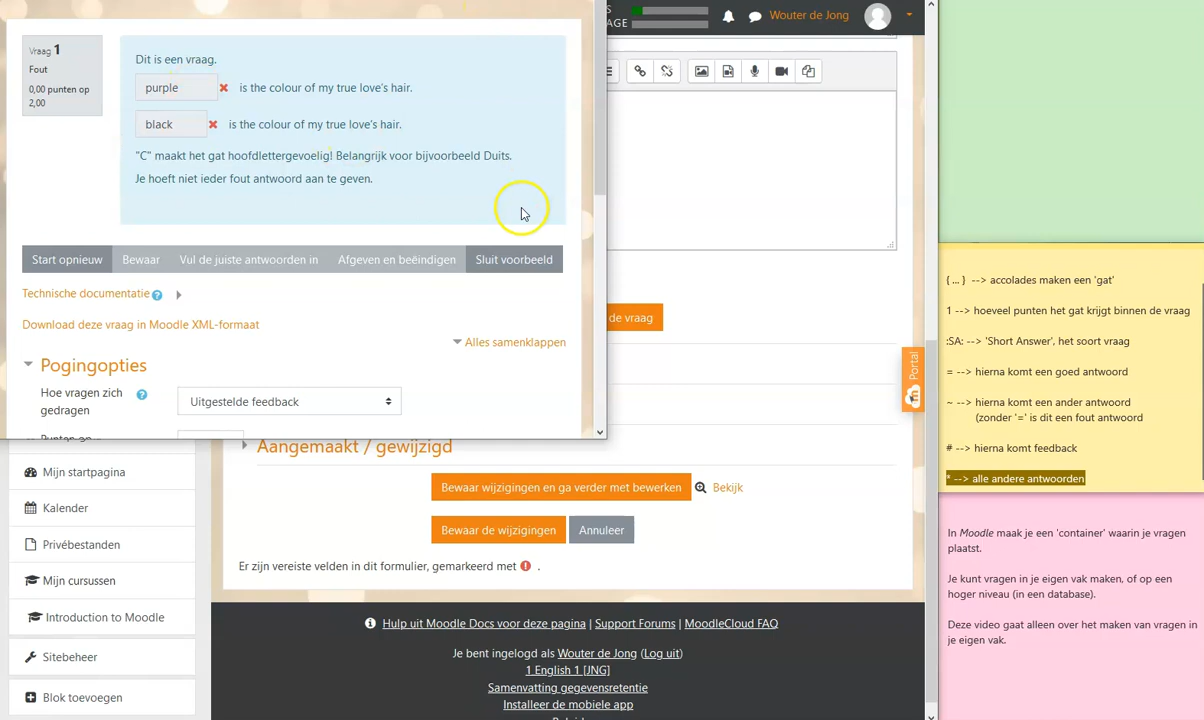 Vraag 1
Fout
0,00 punten op
2,00
Dit is een vraag.
purple is the colour of my true love's hair.
black is the colour of my true love's hair.
"C" maakt het gat hoofdlettergevoelig! Belangrijk voor bijvoorbeeld Duits.
Je hoeft niet ieder fout antwoord aan te geven.
Start opnieuw Bewaar Vul de juiste antwoorden in Afgeven en beëindigen Sluit voorbeeld
Technische documentatie
Download deze vraag in Moodle XML-formaat
Alles samenklappen
Pogingopties
Hoe vragen zich
gedragen
Uitgestelde feedback
S
AGE
Wouter de Jong
de vraag
Portal
Aangemaakt / gewijzigd
Bewaar wijzigingen en ga verder met bewerken Bekijk
Bewaar de wijzigingen Annuleer
Er zijn vereiste velden in dit formulier, gemarkeerd met .
Mijn startpagina
Kalender
Privébestanden
Mijn cursussen
Introduction to Moodle
Sitebeheer
Blok toevoegen
Hulp uit Moodle Docs voor deze pagina | Support Forums | MoodleCloud FAQ
Je bent ingelogd als Wouter de Jong (Log uit)
1 English 1 [JNG]
Samenvatting gegevensretentie
Installeer de mobiele app
{ ... } --> accolades maken een 'gat'
1 --> hoeveel punten het gat krijgt binnen de vraag
:SA: --> 'Short Answer', het soort vraag
= --> hierna komt een goed antwoord
~ --> hierna komt een ander antwoord
(zonder '=' is dit een fout antwoord
# --> hierna komt feedback
* --> alle andere antwoorden
In Moodle maak je een 'container' waarin je vragen
plaatst.
Je kunt vragen in je eigen vak maken, of op een
hoger niveau (in een database).
Deze video gaat alleen over het maken van vragen in
je eigen vak.